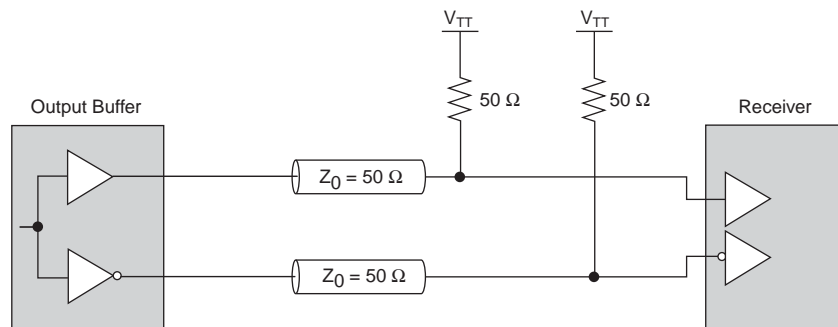 V_TT V_TT
50 Ω 50 Ω
Output Buffer Receiver
Z_0 = 50 Ω
Z_0 = 50 Ω